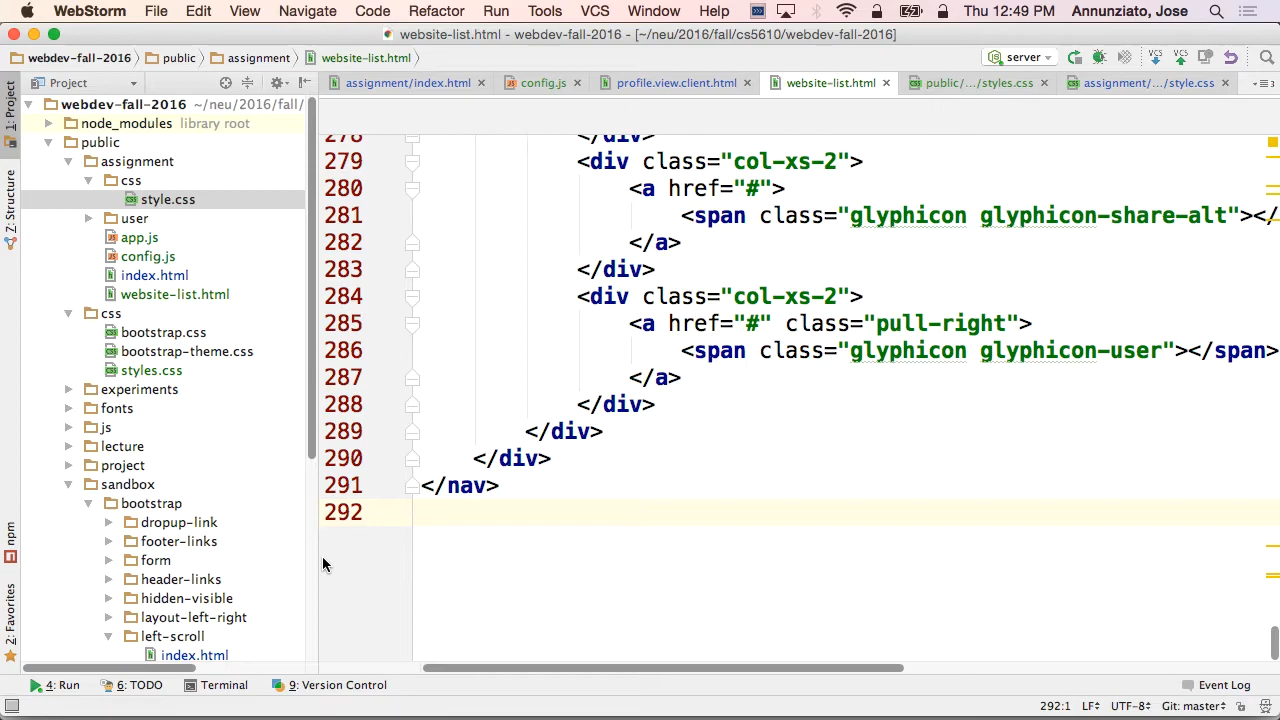 WebStorm File Edit View Navigate Code Refactor Run Tools VCS Window Help Thu 12:49 PM Annunziato, Jose
website-list.html - webdev-fall-2016 - [~/neu/2016/fall/cs5610/webdev-fall-2016]
webdev-fall-2016 public assignment website-list.html server VCS VCS
Project assignment/index.html config.js profile.view.client.html website-list.html public/.../styles.css assignment/.../style.css
1: Project
Z-Structure
npm
2: Favorites
webdev-fall-2016 ~/neu/2016/fall/
node_modules library root
public
assignment
css
style.css
user
app.js
config.js
index.html
website-list.html
css
bootstrap.css
bootstrap-theme.css
styles.css
experiments
fonts
js
lecture
project
sandbox
bootstrap
dropup-link
footer-links
form
header-links
hidden-visible
layout-left-right
left-scroll
index.html
278 </div>
279 <div class="col-xs-2">
280 <a href="#">
281 <span class="glyphicon glyphicon-share-alt"></
282 </a>
283 </div>
284 <div class="col-xs-2">
285 <a href="#" class="pull-right">
286 <span class="glyphicon glyphicon-user"></span>
287 </a>
288 </div>
289 </div>
290 </div>
291 </nav>
292
4: Run 6: TODO Terminal 9: Version Control Event Log
292:1 LF UTF-8 Git: master